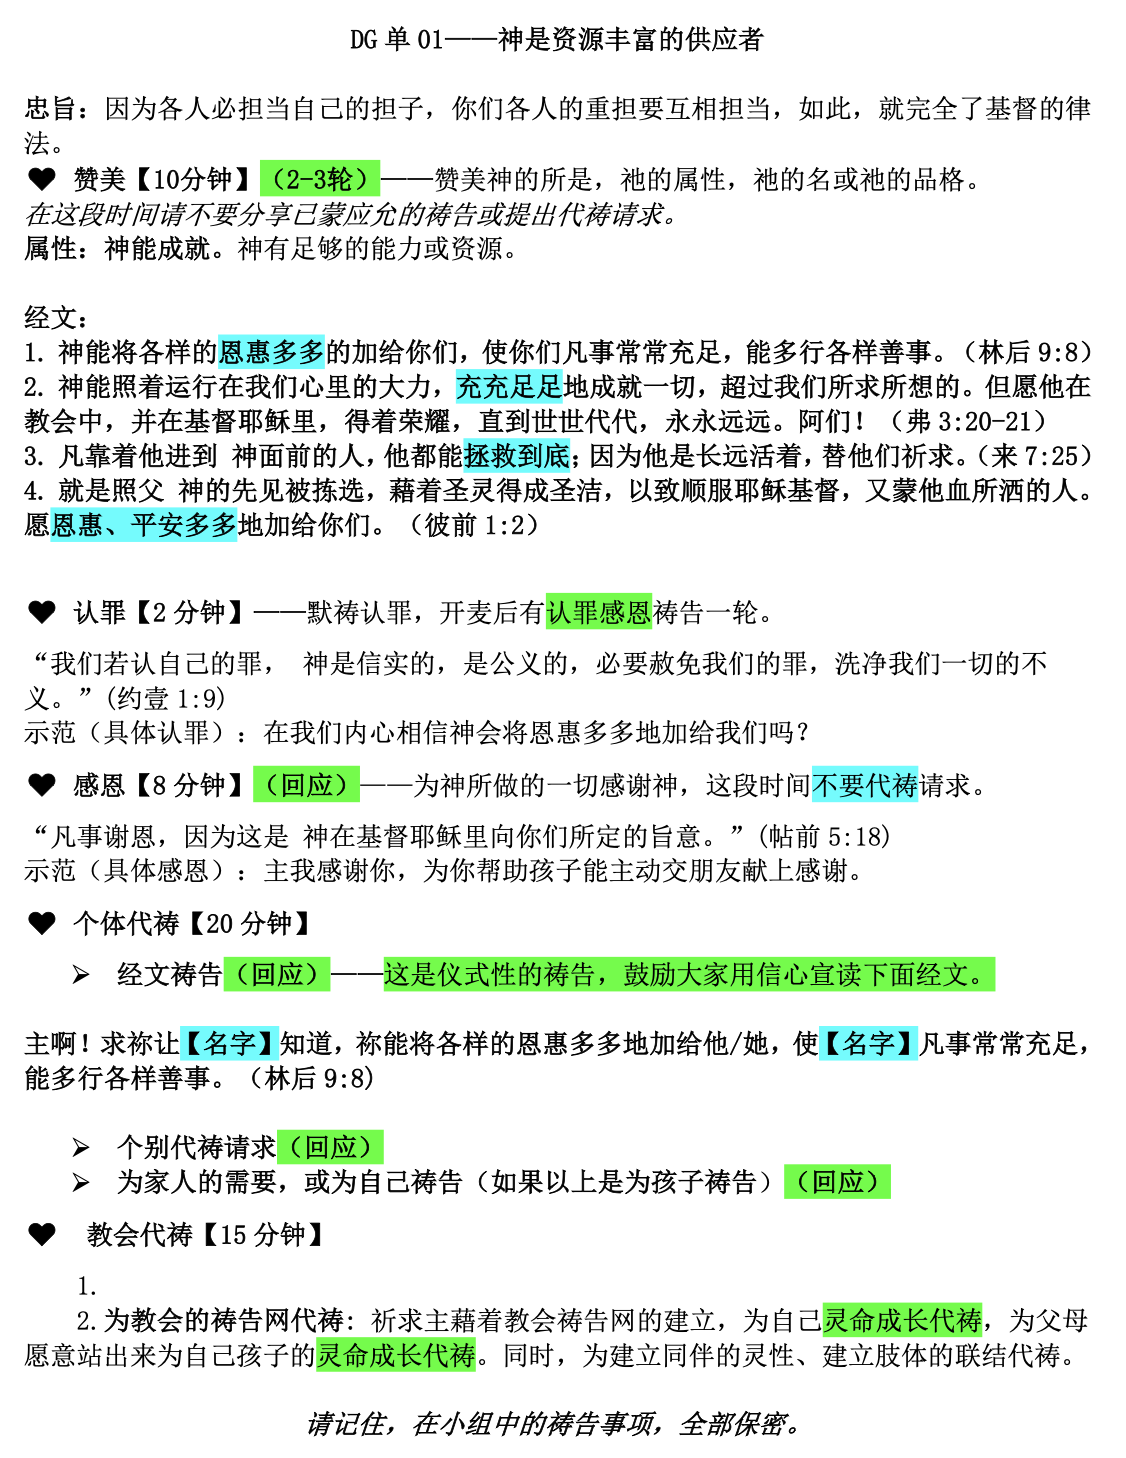 DG 单 01——神是资源丰富的供应者
忠旨：因为各人必担当自己的担子，你们各人的重担要互相担当，如此，就完全了基督的律
法。
❤ 赞美【10分钟】（2-3轮）——赞美神的所是，祂的属性，祂的名或祂的品格。
在这段时间请不要分享己蒙应允的祷告或提出代祷请求。
属性：神能成就。神有足够的能力或资源。
经文：
1. 神能将各样的恩惠多多的加给你们，使你们凡事常常充足，能多行各样善事。（林后 9:8）
2. 神能照着运行在我们心里的大力，充充足足地成就一切，超过我们所求所想的。但愿他在
教会中，并在基督耶稣里，得着荣耀，直到世世代代，永永远远。阿们！（弗 3:20-21）
3. 凡靠着他进到 神面前的人，他都能拯救到底；因为他是长远活着，替他们祈求。（来 7:25）
4. 就是照父 神的先见被拣选，藉着圣灵得成圣洁，以致顺服耶稣基督，又蒙他血所洒的人。
愿恩惠、平安多多地加给你们。（彼前 1:2）
❤ 认罪【2 分钟】——默祷认罪，开麦后有认罪感恩祷告一轮。
“我们若认自己的罪， 神是信实的，是公义的，必要赦免我们的罪，洗净我们一切的不
义。”(约壹 1:9)
示范（具体认罪）：在我们内心相信神会将恩惠多多地加给我们吗？
❤ 感恩【8 分钟】（回应）——为神所做的一切感谢神，这段时间不要代祷请求。
“凡事谢恩，因为这是 神在基督耶稣里向你们所定的旨意。”(帖前 5:18)
示范（具体感恩）：主我感谢你，为你帮助孩子能主动交朋友献上感谢。
❤ 个体代祷【20 分钟】
➢ 经文祷告（回应）——这是仪式性的祷告，鼓励大家用信心宣读下面经文。
主啊！求祢让【名字】知道，祢能将各样的恩惠多多地加给他/她，使【名字】凡事常常充足，
能多行各样善事。（林后 9:8)
➢ 个别代祷请求（回应）
➢ 为家人的需要，或为自己祷告（如果以上是为孩子祷告）（回应）
❤ 教会代祷【15 分钟】
1.
2.为教会的祷告网代祷：祈求主藉着教会祷告网的建立，为自己灵命成长代祷，为父母
愿意站出来为自己孩子的灵命成长代祷。同时，为建立同伴的灵性、建立肢体的联结代祷。
请记住，在小组中的祷告事项，全部保密。